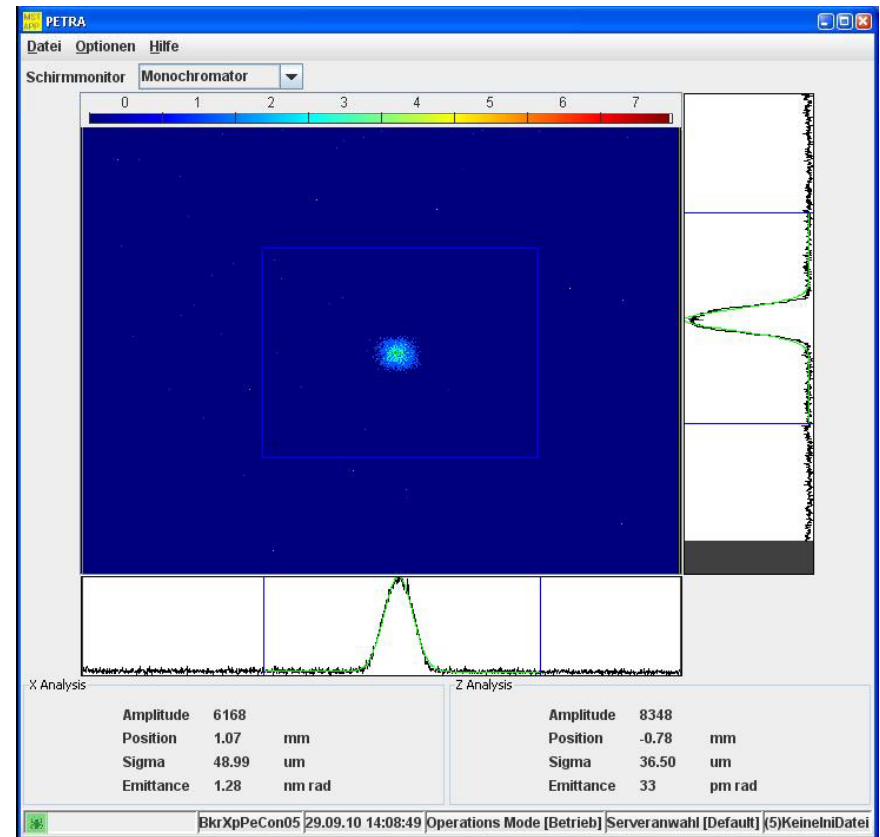 MST APP PETRA
Datei Optionen Hilfe
Schirmmonitor Monochromator
0 1 2 3 4 5 6 7
X Analysis
Amplitude 6168
Position 1.07 mm
Sigma 48.99 um
Emittance 1.28 nm rad
Z Analysis
Amplitude 8348
Position -0.78 mm
Sigma 36.50 um
Emittance 33 pm rad
BkrXpPeCon05 29.09.10 14:08:49 Operations Mode [Betrieb] Serveranwahl [Default] (5)KeineIniDatei